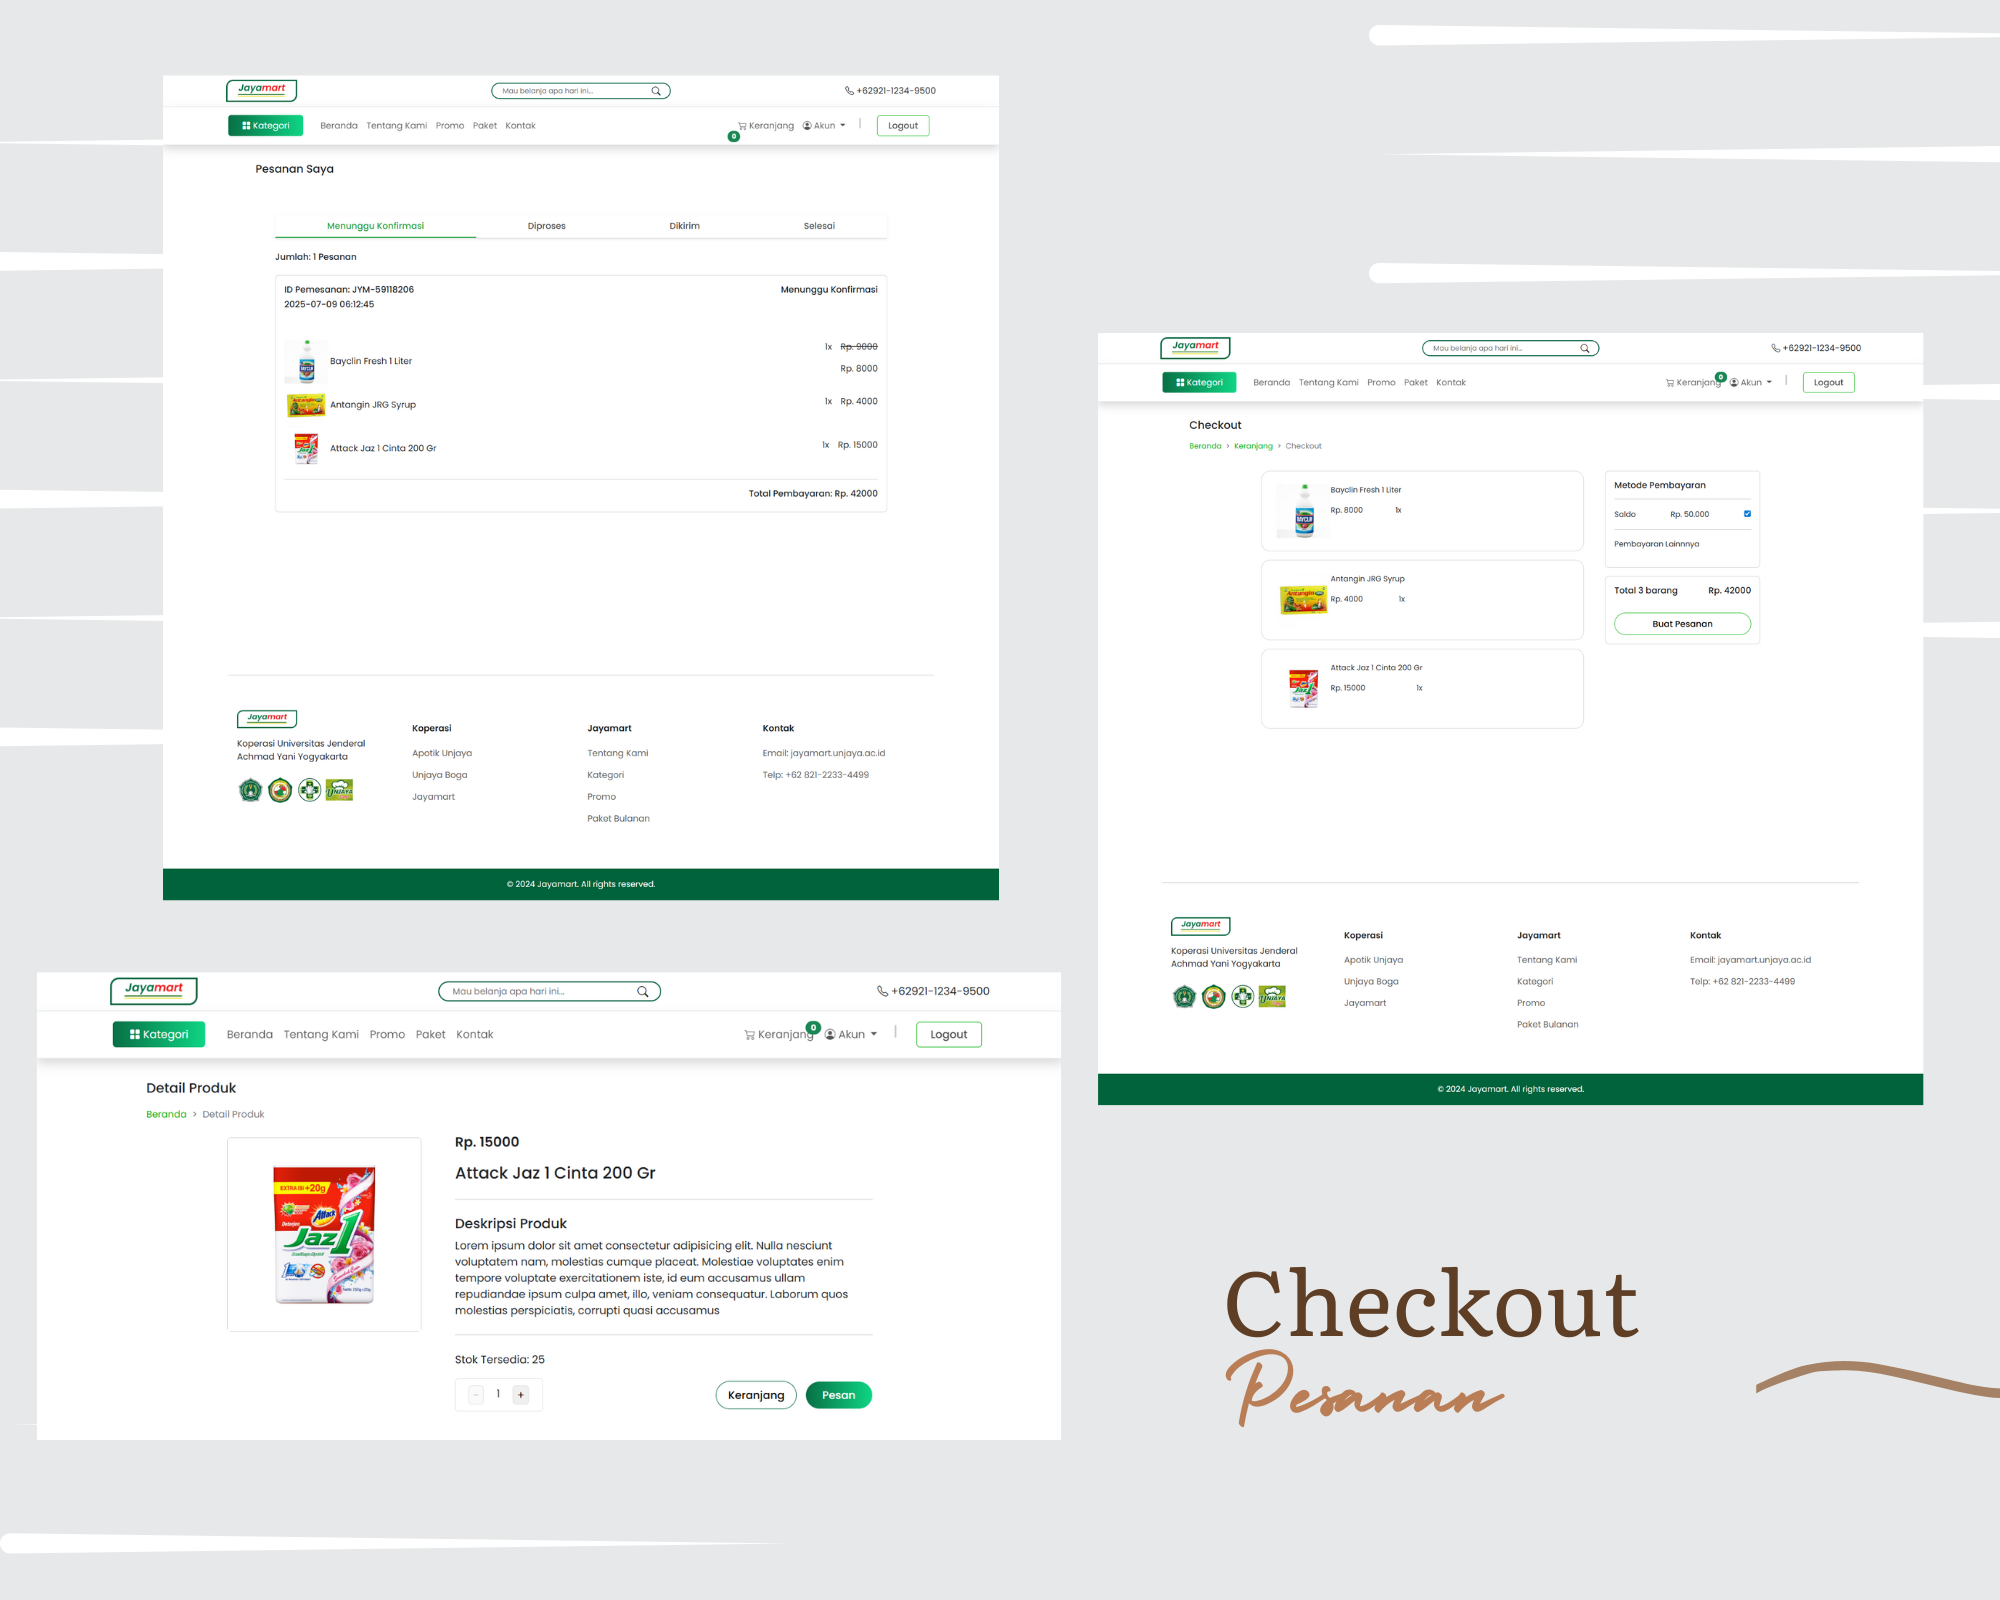 Jayamart
Mau belanja apa hari ini...
+62921-1234-9500
Kategori
Beranda Tentang Kami Promo Paket Kontak
Keranjang
0
Akun
Logout
Pesanan Saya
Menunggu Konfirmasi Diproses Dikirim Selesai
Jumlah: 1 Pesanan
ID Pemesanan: JYM-59118206 Menunggu Konfirmasi
2025-07-09 06:12:45
Bayclin Fresh 1 Liter
1x Rp. 9000
Rp. 8000
Antangin JRG Syrup 1x Rp. 4000
Attack Jaz 1 Cinta 200 Gr 1x Rp. 15000
Total Pembayaran: Rp. 42000
Jayamart
Koperasi Universitas Jenderal
Achmad Yani Yogyakarta
UNJAYA
Koperasi
Apotik Unjaya
Unjaya Boga
Jayamart
Jayamart
Tentang Kami
Kategori
Promo
Paket Bulanan
Kontak
Email: jayamart.unjaya.ac.id
Telp: +62 821-2233-4499
© 2024 Jayamart. All rights reserved.
Jayamart
Mau belanja apa hari ini...
+62921-1234-9500
Kategori
Beranda Tentang Kami Promo Paket Kontak
Keranjang
0
Akun
Logout
Checkout
Beranda > Keranjang > Checkout
Bayclin Fresh 1 Liter
Rp. 8000 1x
Antangin JRG Syrup
Rp. 4000 1x
Attack Jaz 1 Cinta 200 Gr
Rp. 15000 1x
Metode Pembayaran
Saldo Rp. 50,000
Pembayaran Lainnnya
Total 3 barang Rp. 42000
Buat Pesanan
Jayamart
Koperasi Universitas Jenderal
Achmad Yani Yogyakarta
UNJAYA
Koperasi
Apotik Unjaya
Unjaya Boga
Jayamart
Jayamart
Tentang Kami
Kategori
Promo
Paket Bulanan
Kontak
Email: jayamart.unjaya.ac.id
Telp: +62 821-2233-4499
© 2024 Jayamart. All rights reserved.
Jayamart
Mau belanja apa hari ini...
+62921-1234-9500
Kategori
Beranda Tentang Kami Promo Paket Kontak
Keranjang
0
Akun
Logout
Detail Produk
Beranda > Detail Produk
EXTRA ISI +20g
Attack
Jaz 1
Rp. 15000
Attack Jaz 1 Cinta 200 Gr
Deskripsi Produk
Lorem ipsum dolor sit amet consectetur adipisicing elit. Nulla nesciunt
voluptatem nam, molestias cumque placeat. Molestiae voluptates enim
tempore voluptate exercitationem iste, id eum accusamus ullam
repudiandae ipsum culpa amet, illo, veniam consequatur. Laborum quos
molestias perspiciatis, corrupti quasi accusamus
Stok Tersedia: 25
- 1 +
Keranjang
Pesan
Checkout
Pesanan